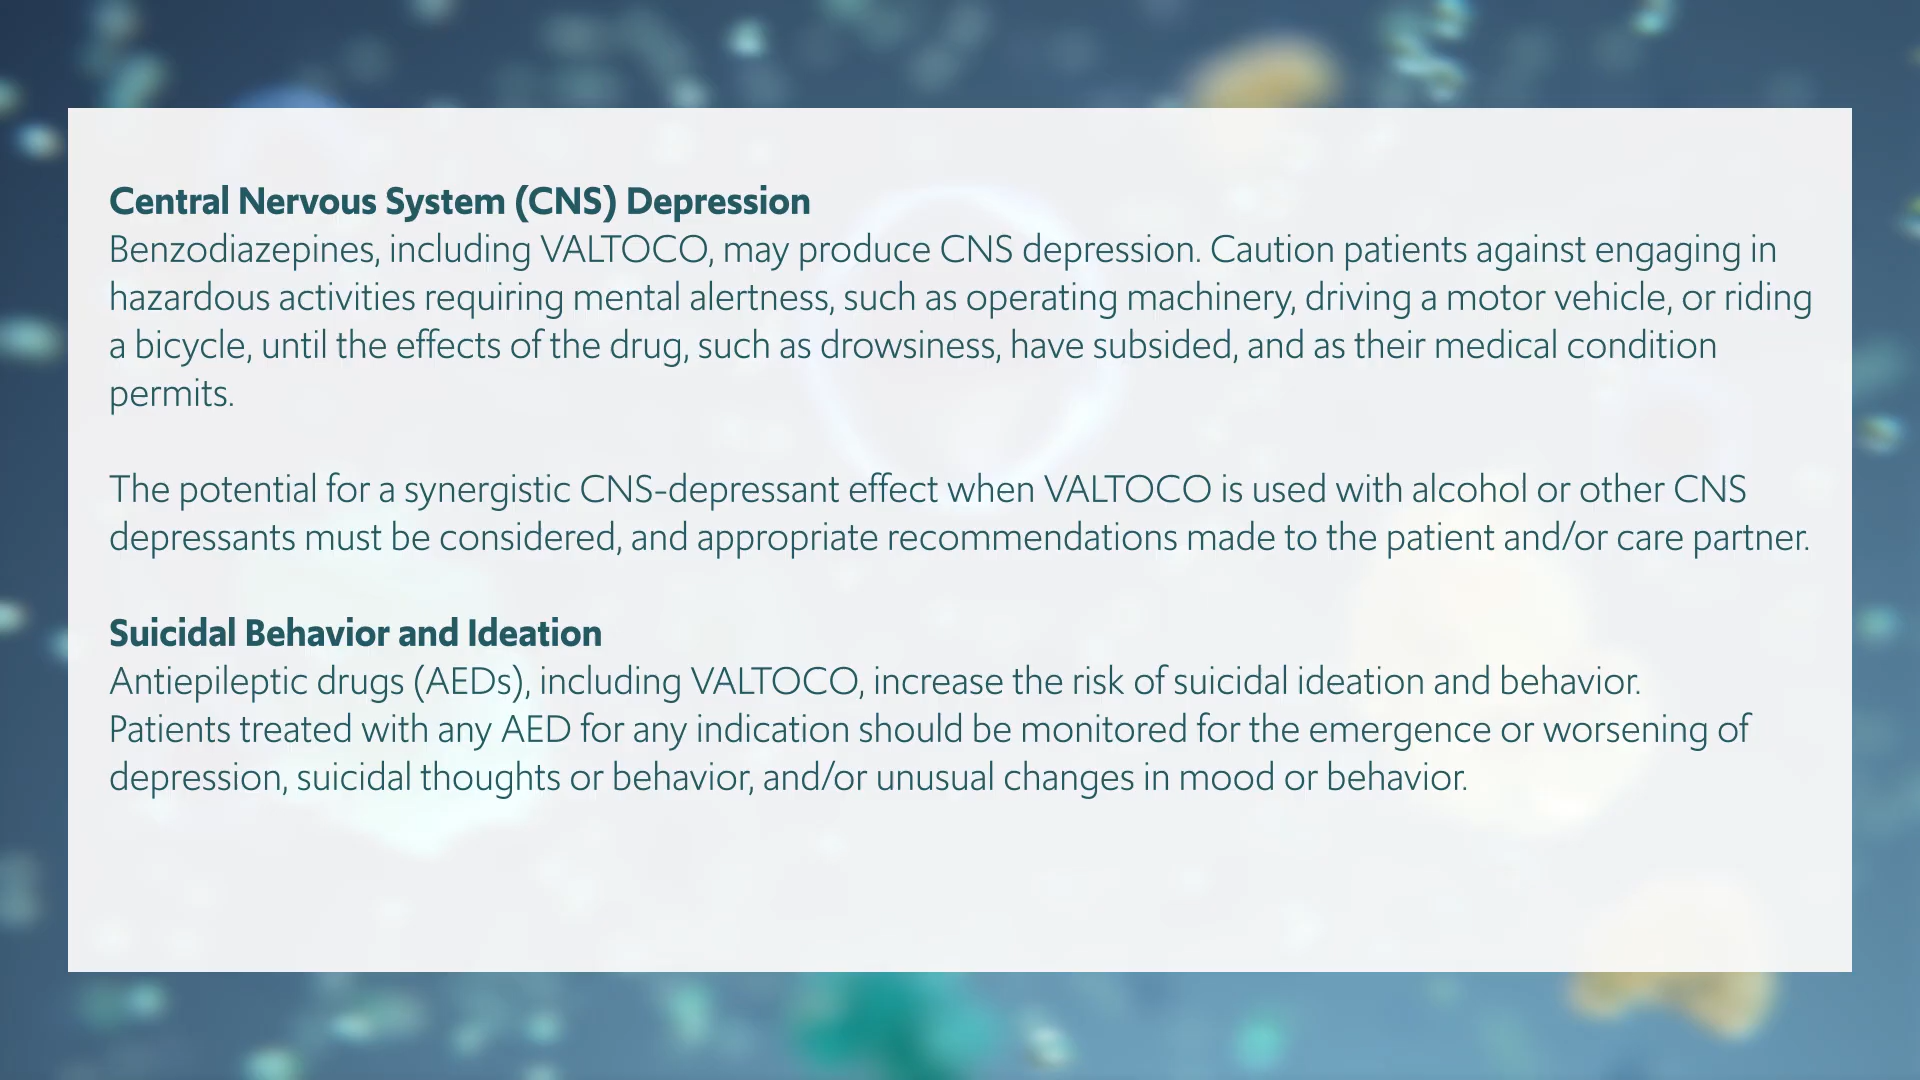 Central Nervous System (CNS) Depression
Benzodiazepines, including VALTOCO, may produce CNS depression. Caution patients against engaging in
hazardous activities requiring mental alertness, such as operating machinery, driving a motor vehicle, or riding
a bicycle, until the effects of the drug, such as drowsiness, have subsided, and as their medical condition
permits.
The potential for a synergistic CNS-depressant effect when VALTOCO is used with alcohol or other CNS
depressants must be considered, and appropriate recommendations made to the patient and/or care partner.
Suicidal Behavior and Ideation
Antiepileptic drugs (AEDs), including VALTOCO, increase the risk of suicidal ideation and behavior.
Patients treated with any AED for any indication should be monitored for the emergence or worsening of
depression, suicidal thoughts or behavior, and/or unusual changes in mood or behavior.